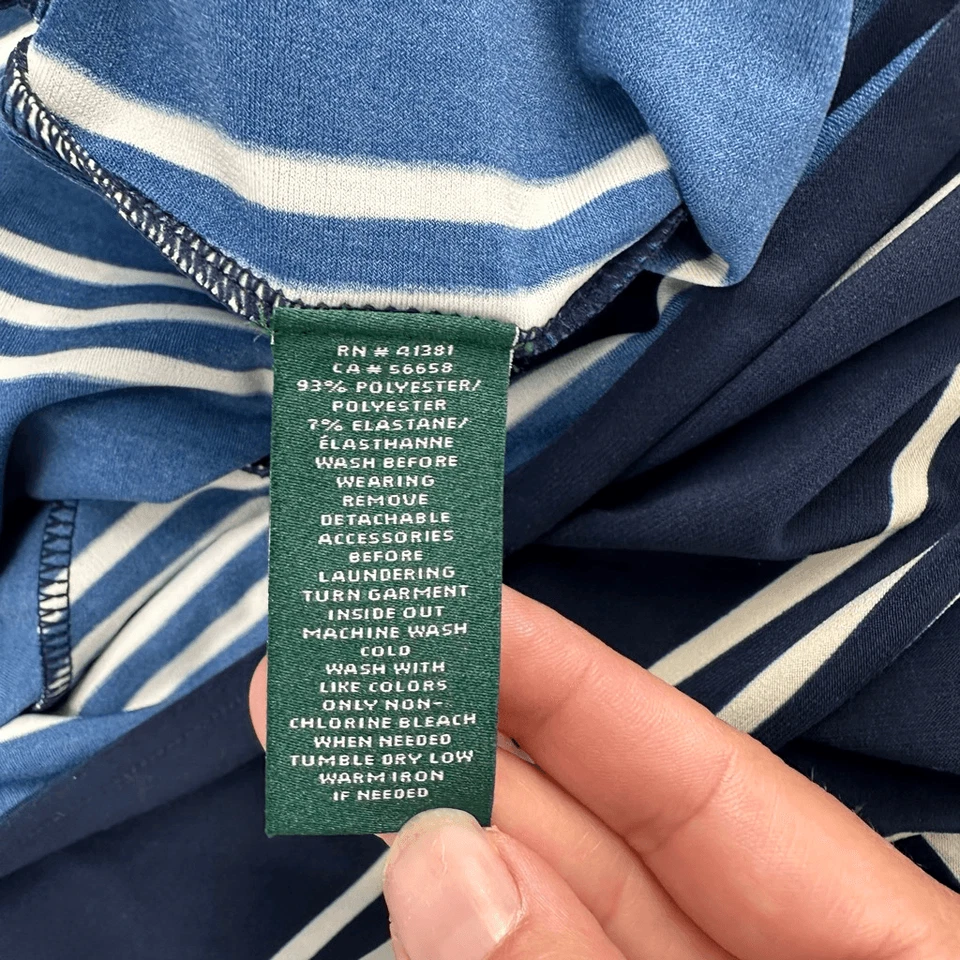 RN # 41381
CA # 56658
93% POLYESTER/
POLYESTER
7% ELASTANE/
ÉLASTHANNE
WASH BEFORE
WEARING
REMOVE
DETACHABLE
ACCESSORIES
BEFORE
LAUNDERING
TURN GARMENT
INSIDE OUT
MACHINE WASH
COLD
WASH WITH
LIKE COLORS
ONLY NON-
CHLORINE BLEACH
WHEN NEEDED
TUMBLE DRY LOW
WARM IRON
IF NEEDED